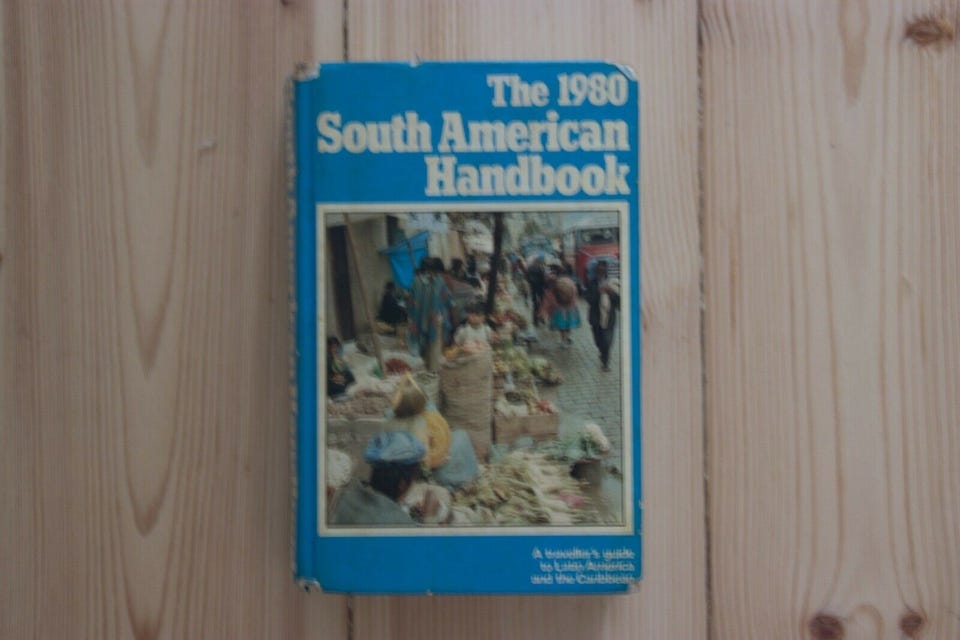 The 1980
South American
Handbook
A traveller's guide
to Latin America
and the Caribbean